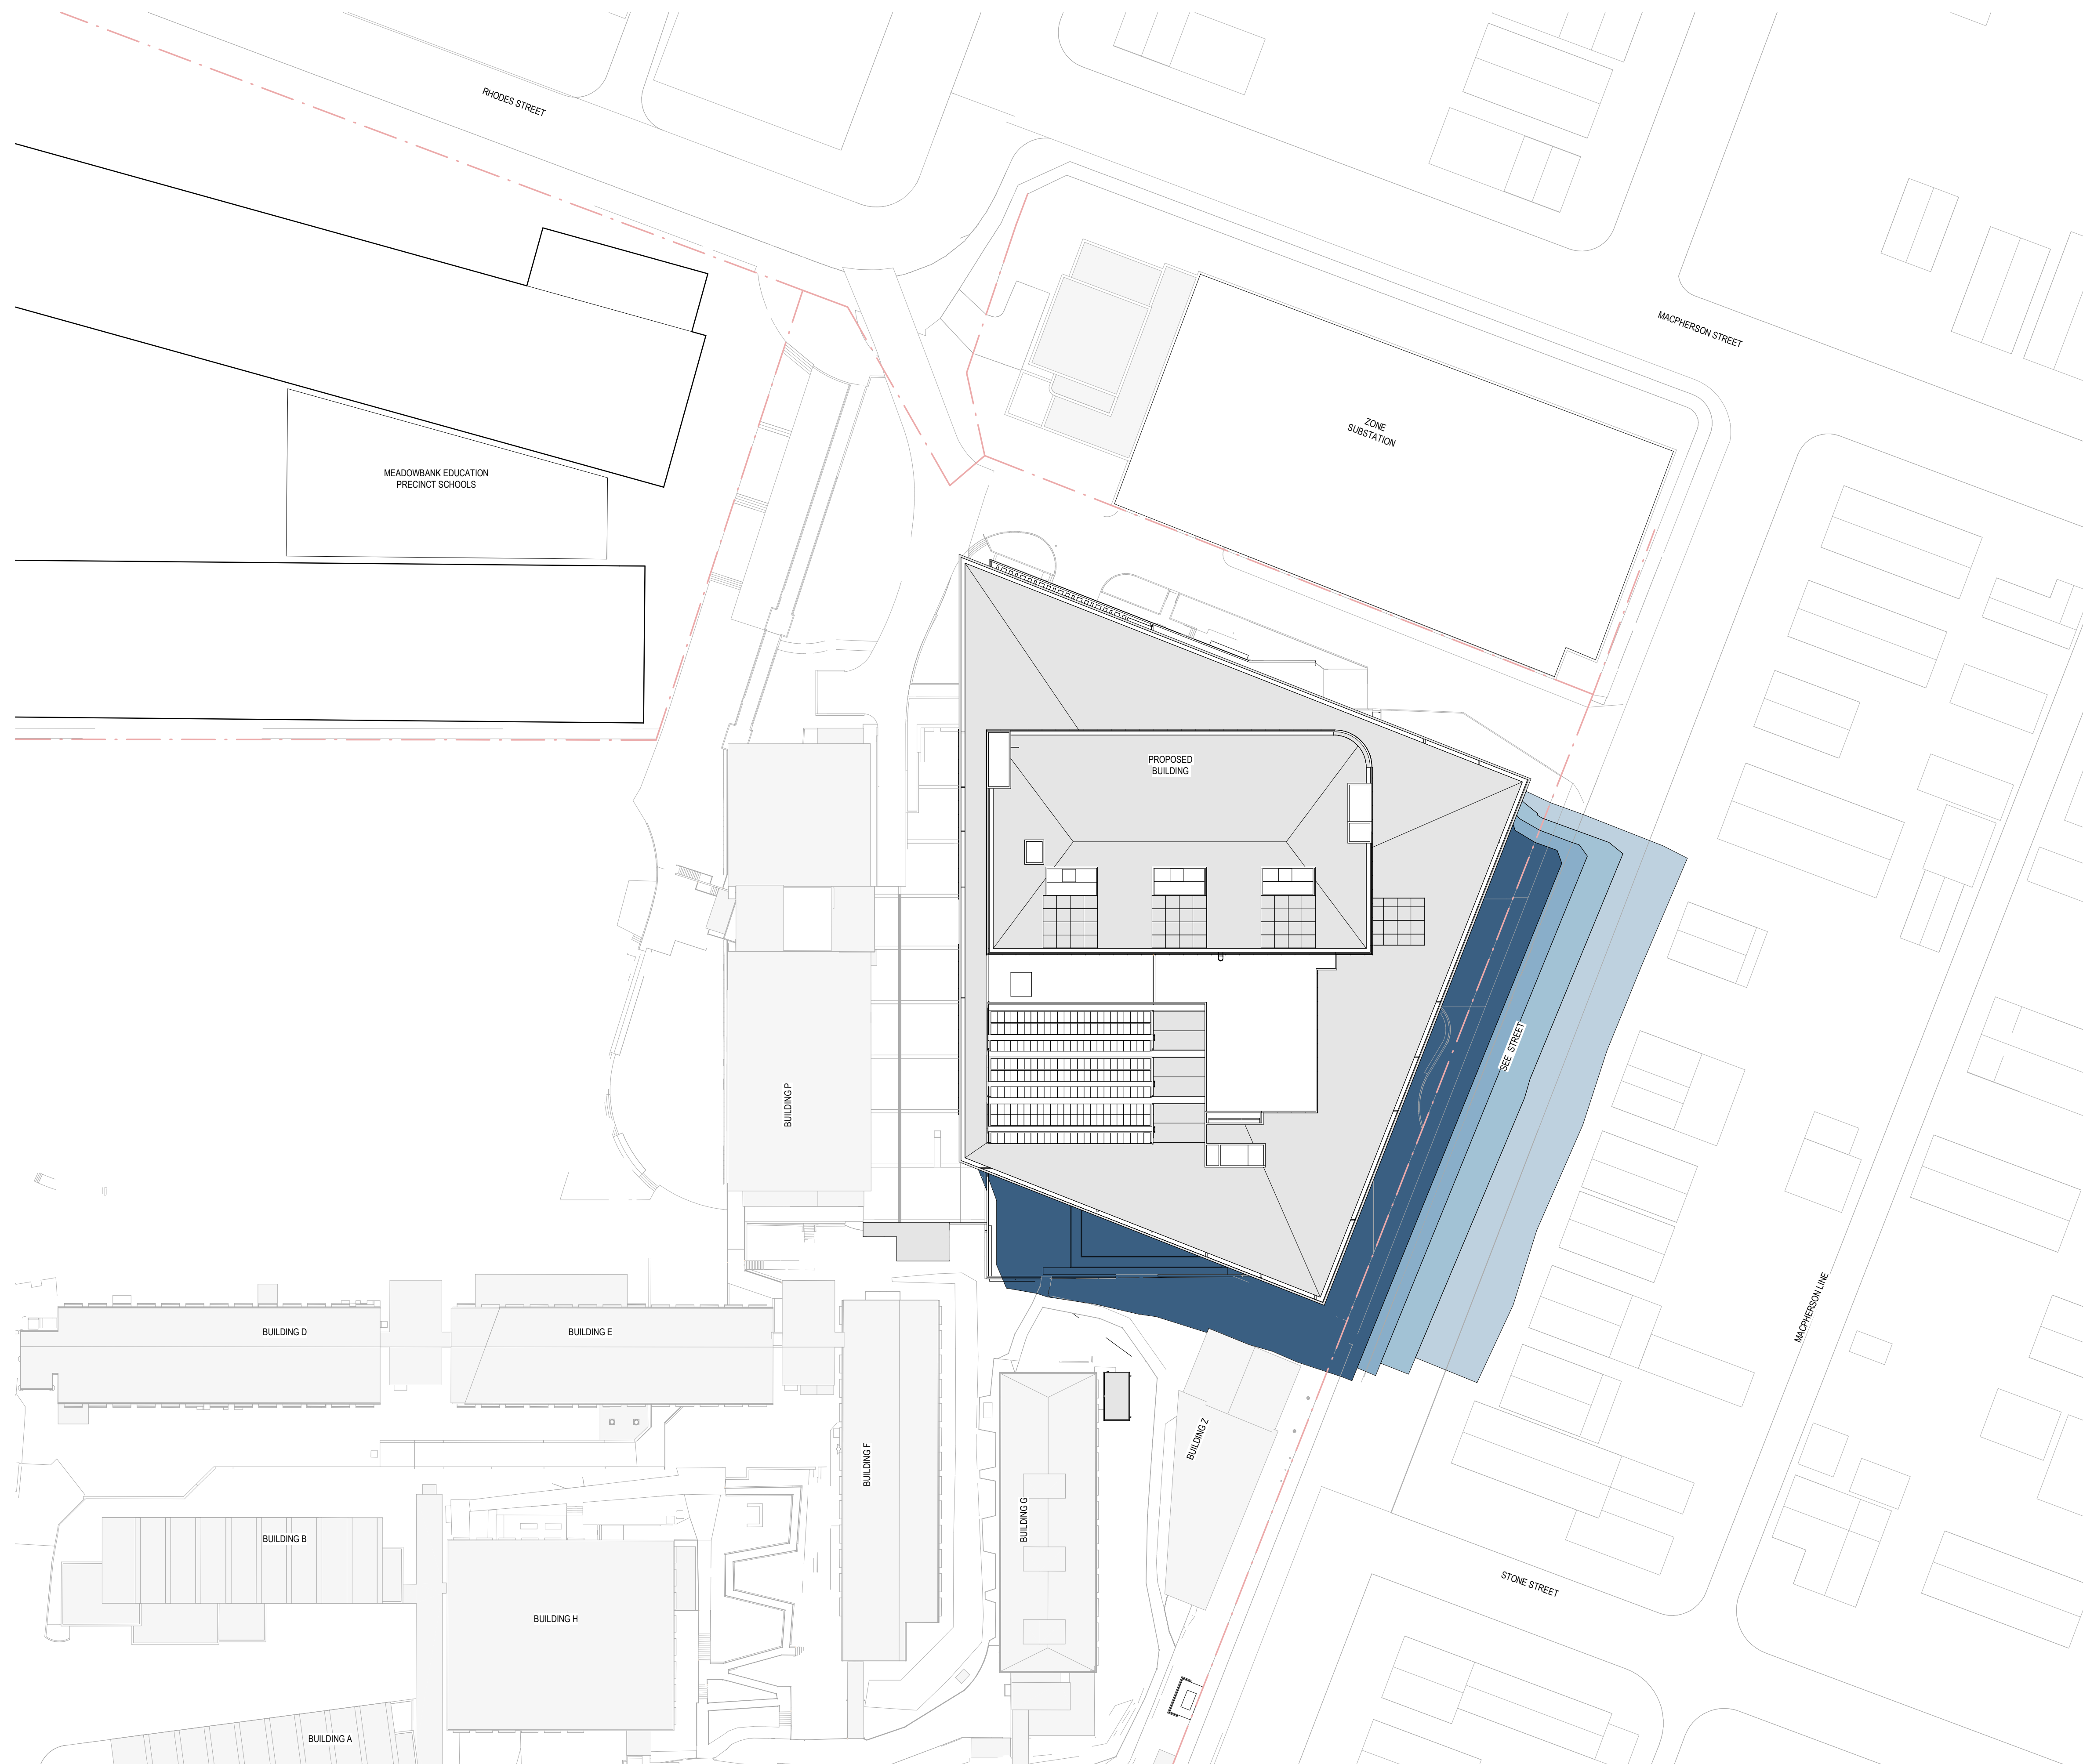 RHODES STREET
MACPHERSON STREET
ZONE
SUBSTATION
MEADOWBANK EDUCATION
PRECINCT SCHOOLS
PROPOSED
BUILDING
SEE STREET
BUILDING P
MACPHERSON LINE
BUILDING D
BUILDING E
BUILDING Z
BUILDING F
BUILDING G
BUILDING B
STONE STREET
BUILDING H
BUILDING A